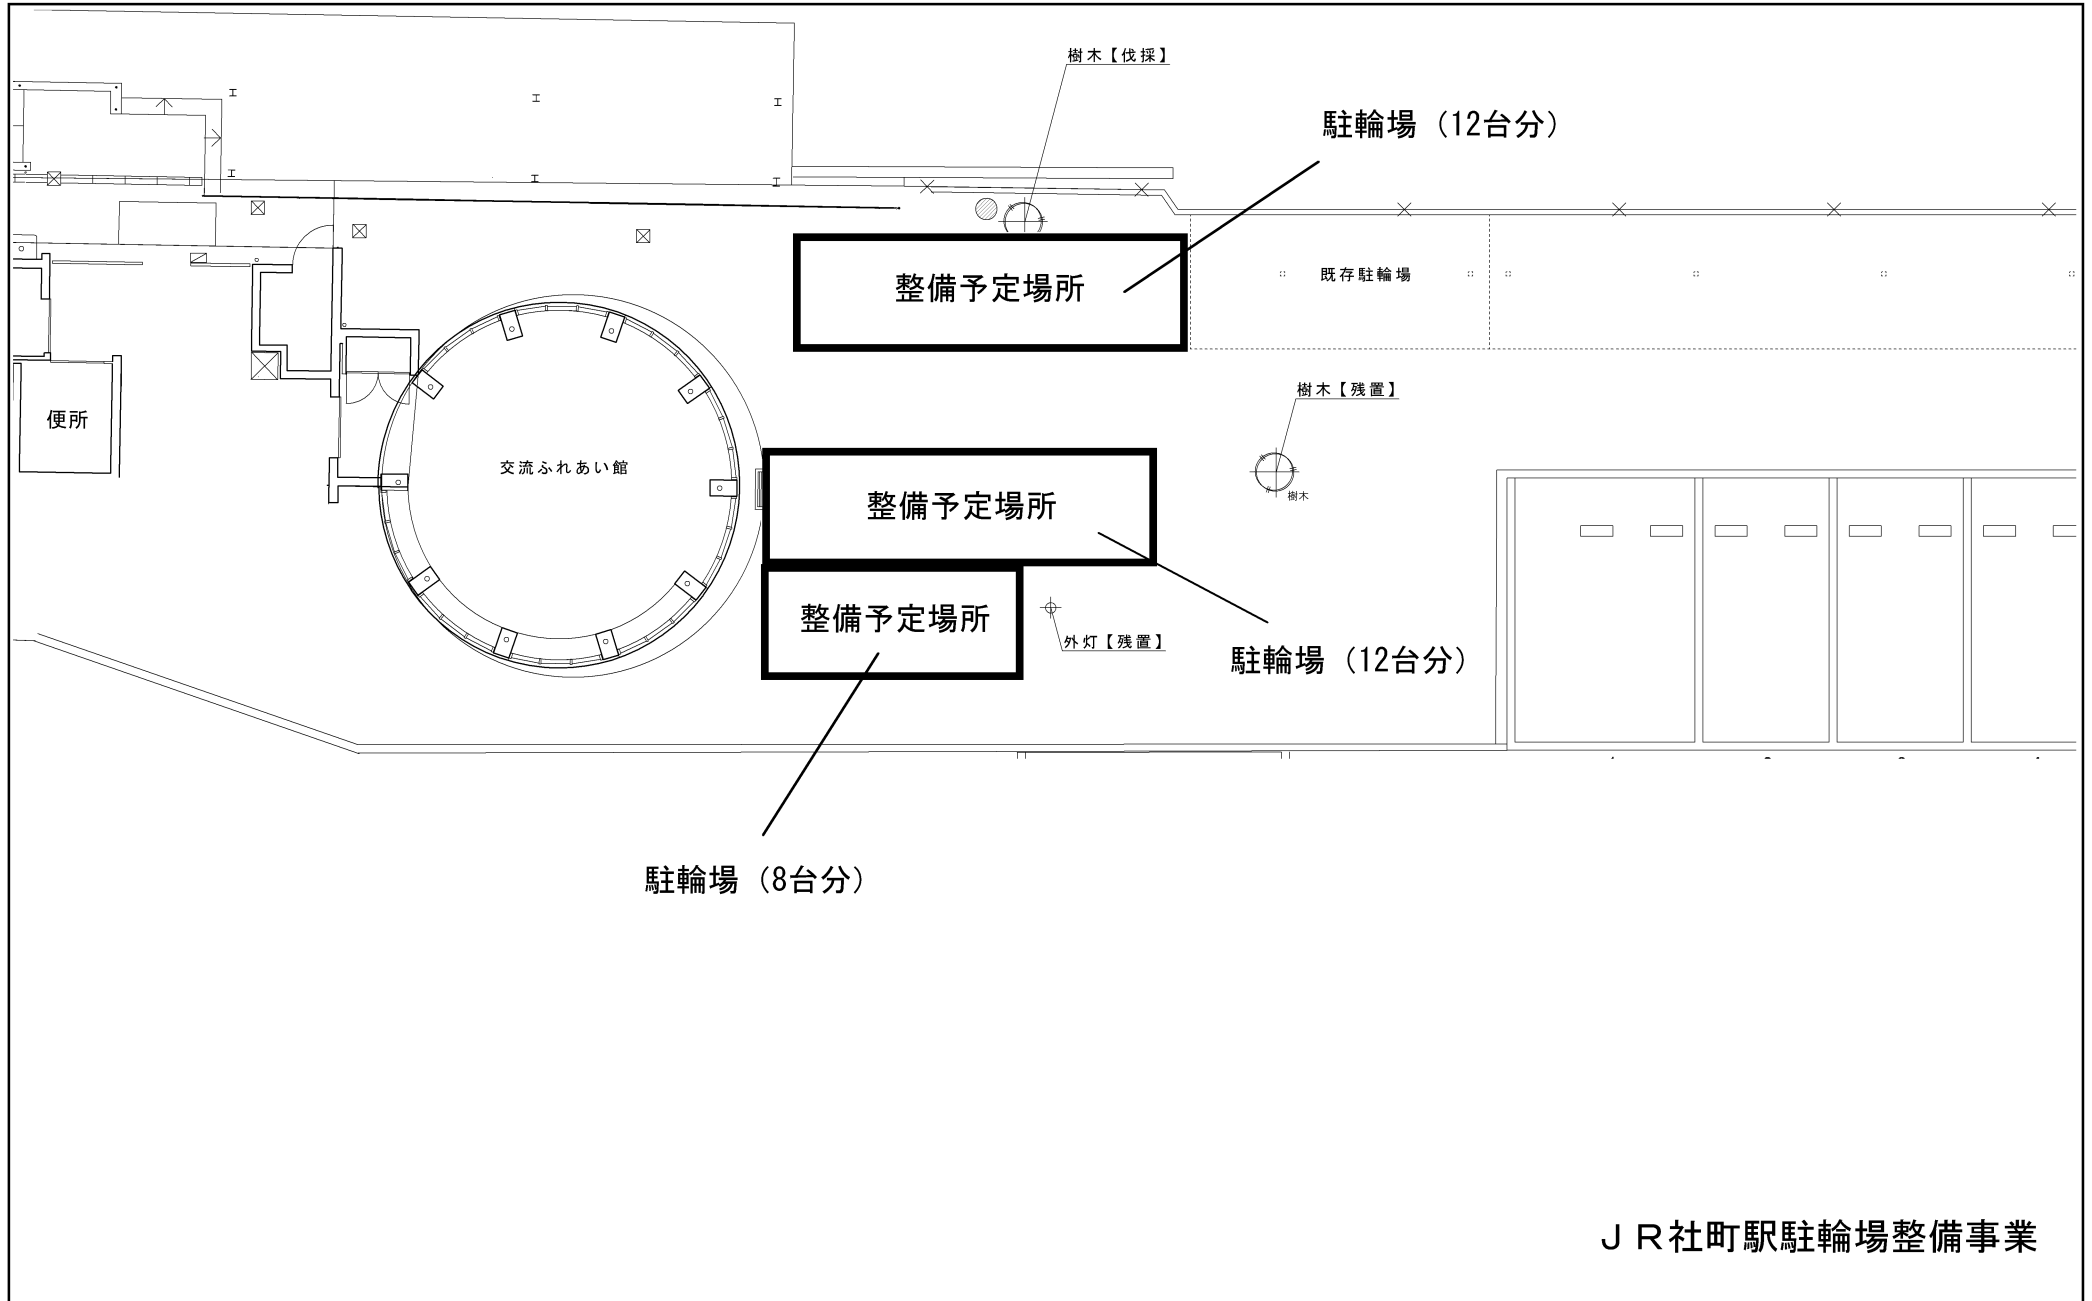 樹木【伐採】
駐輪場（12台分）
整備予定場所
既存駐輪場
樹木【残置】
便所
交流ふれあい館
整備予定場所
樹木
整備予定場所
外灯【残置】
駐輪場（12台分）
駐輪場（8台分）
ＪＲ社町駅駐輪場整備事業